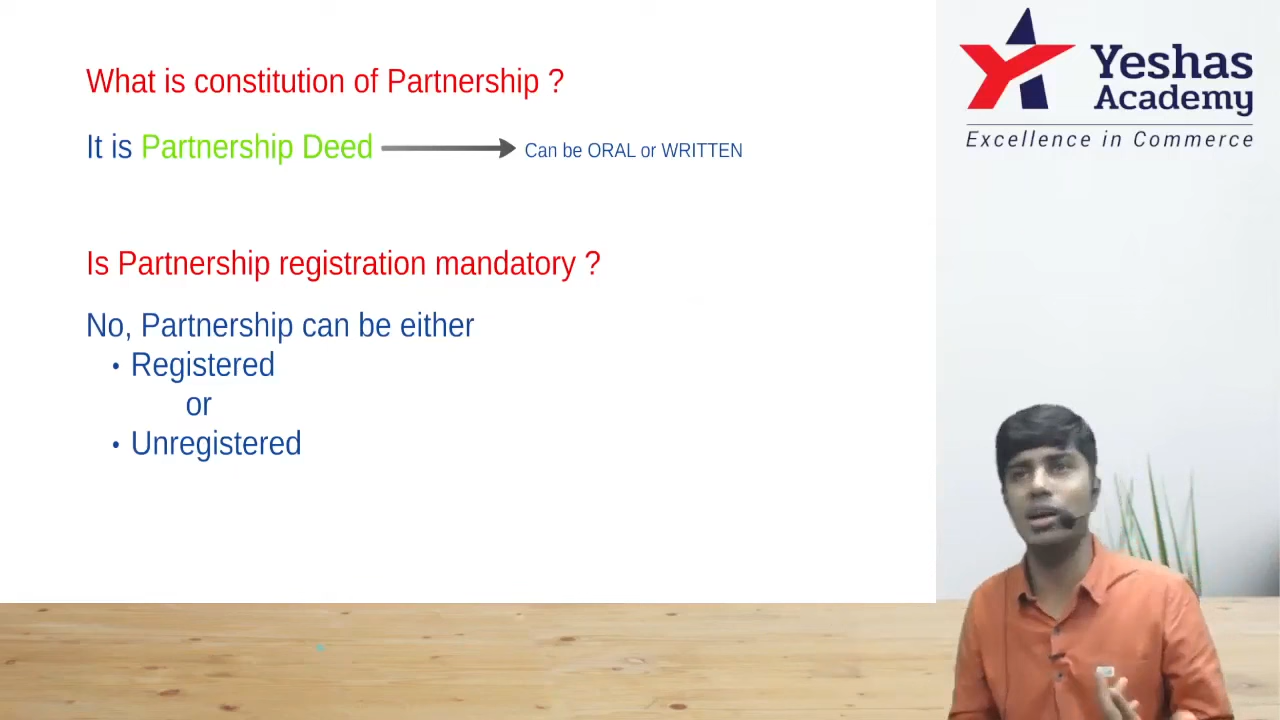 What is constitution of Partnership ?
It is Partnership Deed
Can be ORAL or WRITTEN
Is Partnership registration mandatory ?
No, Partnership can be either
• Registered
or
• Unregistered
Yeshas
Academy
Excellence in Commerce